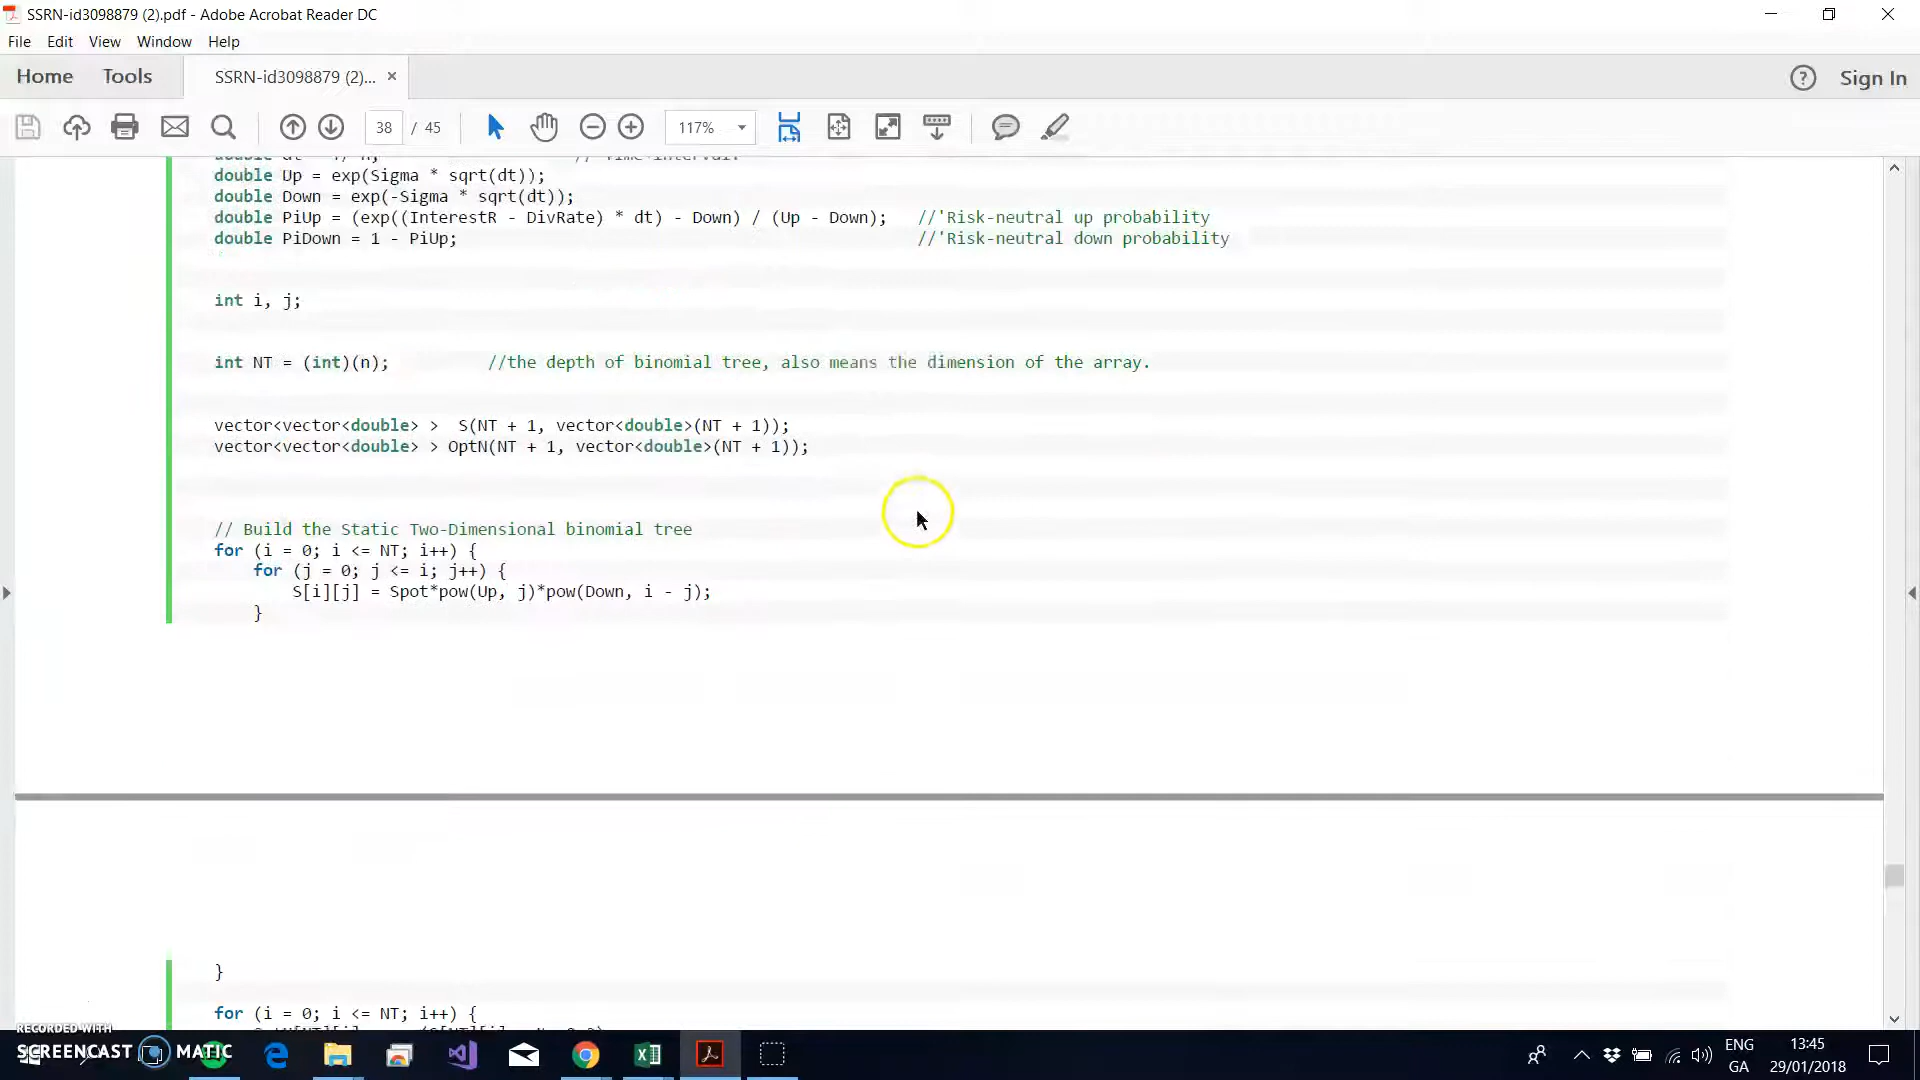 SSRN-id3098879 (2).pdf - Adobe Acrobat Reader DC
File Edit View Window Help
Home Tools SSRN-id3098879 (2)... × ? Sign In
38 / 45 117%
double Up = exp(Sigma * sqrt(dt));
double Down = exp(-Sigma * sqrt(dt));
double PiUp = (exp((InterestR - DivRate) * dt) - Down) / (Up - Down); //'Risk-neutral up probability
double PiDown = 1 - PiUp; //'Risk-neutral down probability
int i, j;
int NT = (int)(n); //the depth of binomial tree, also means the dimension of the array.
vector<vector<double> > S(NT + 1, vector<double>(NT + 1));
vector<vector<double> > OptN(NT + 1, vector<double>(NT + 1));
// Build the Static Two-Dimensional binomial tree
for (i = 0; i <= NT; i++) {
for (j = 0; j <= i; j++) {
S[i][j] = Spot*pow(Up, j)*pow(Down, i - j);
}
}
for (i = 0; i <= NT; i++) {
RECORDED WITH
SCREENCAST MATIC
ENG
GA
13:45
29/01/2018